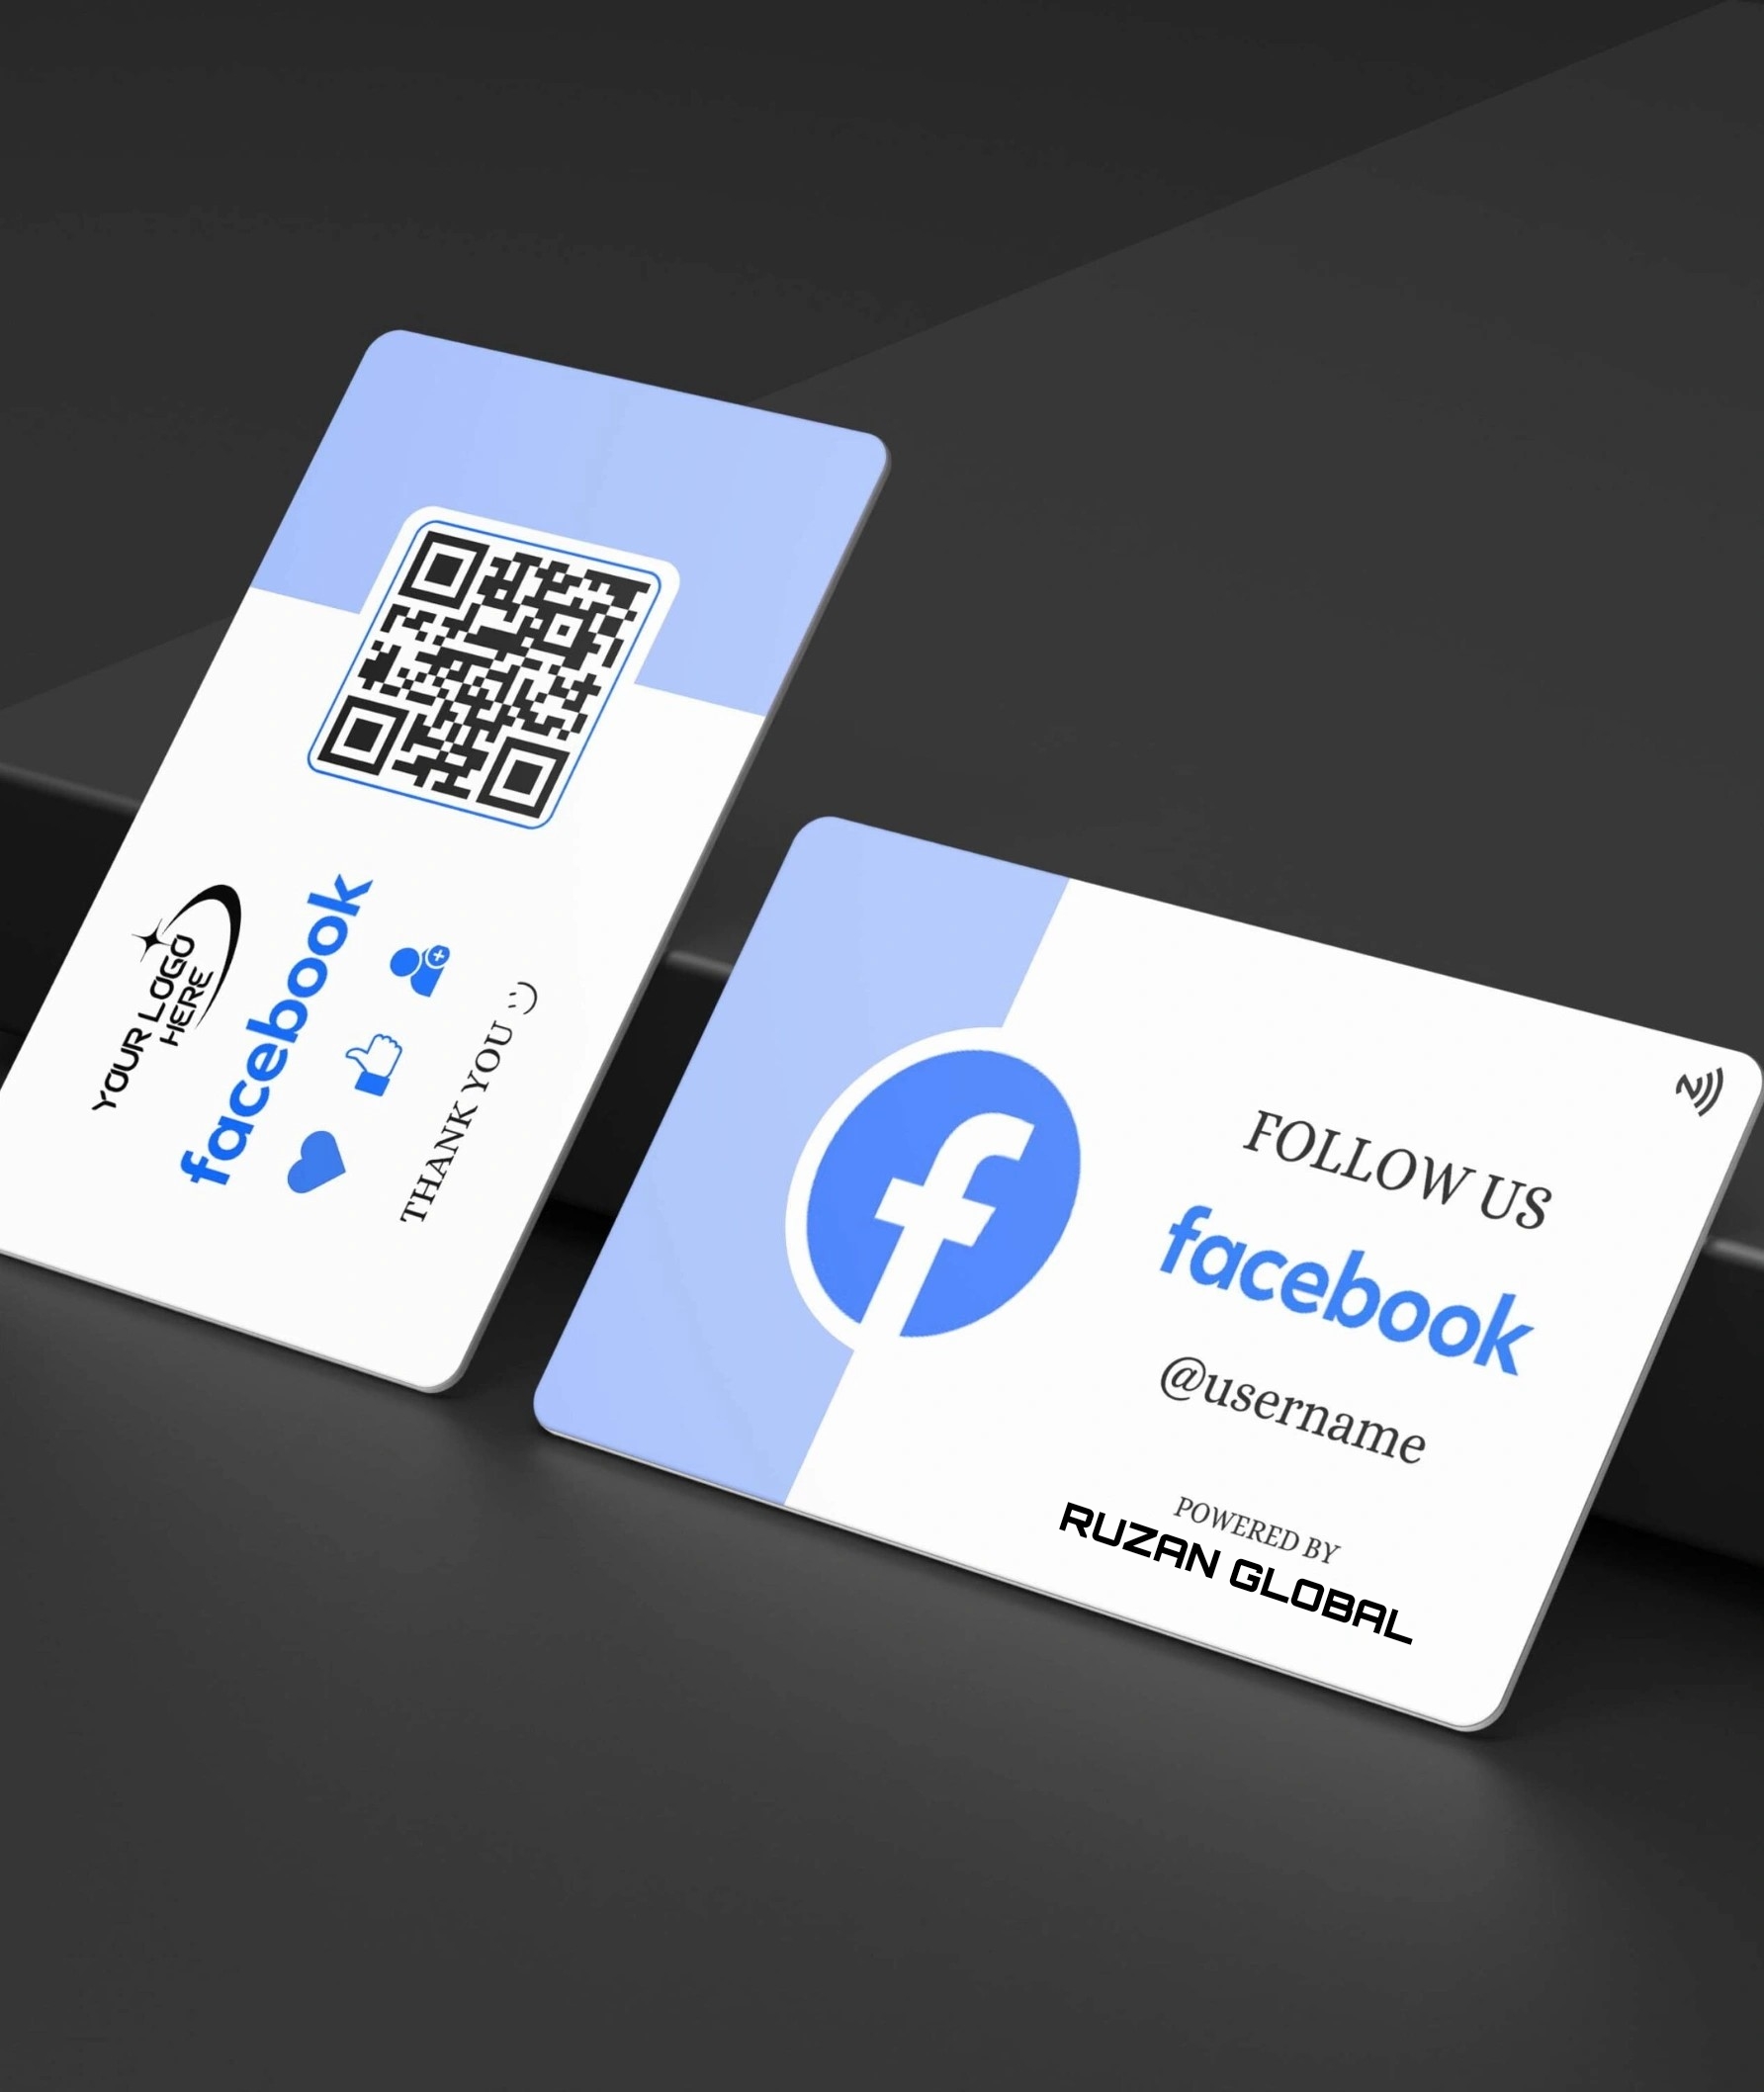 YOUR LOGO
HERE
facebook
THANK YOU :)
FOLLOW US
facebook
@username
POWERED BY
RUZAN GLOBAL